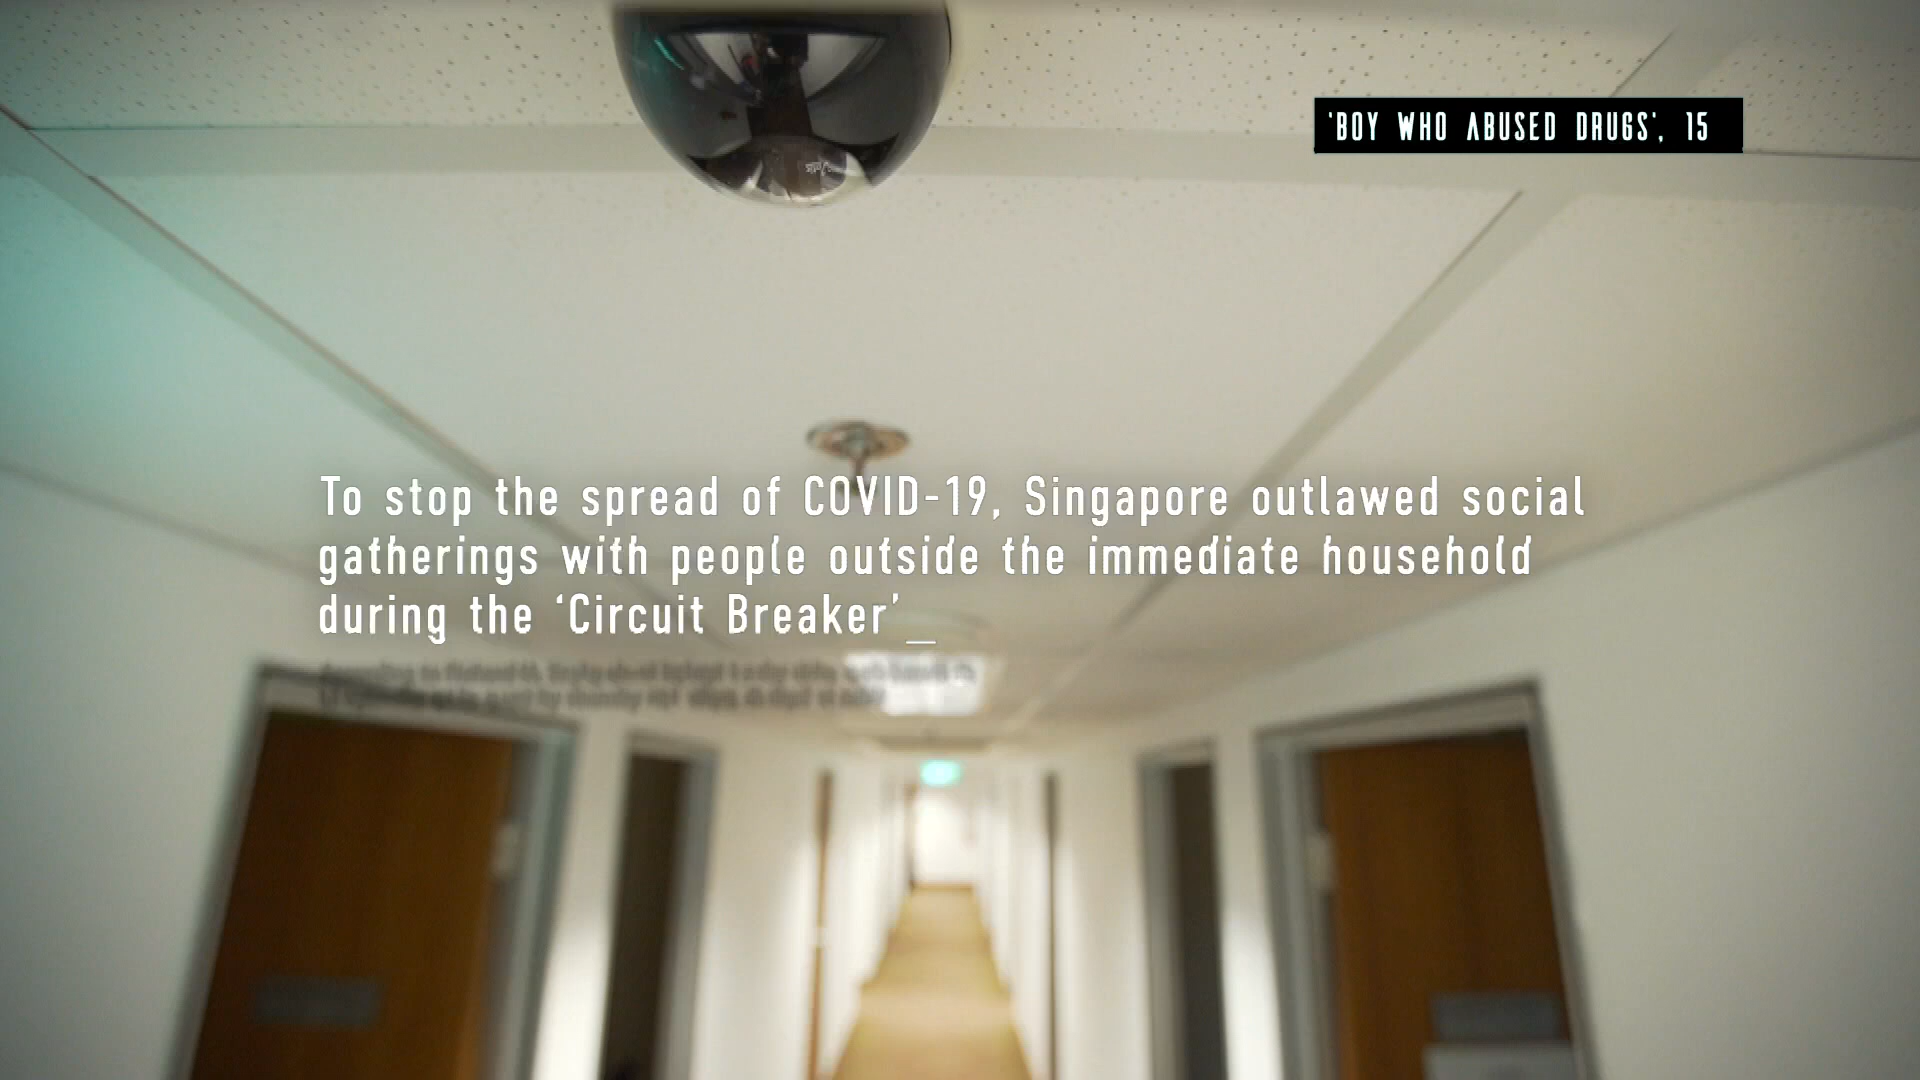 'BOY WHO ABUSED DRUGS', 15
To stop the spread of COVID-19, Singapore outlawed social
gatherings with people outside the immediate household
during the ‘Circuit Breaker’_